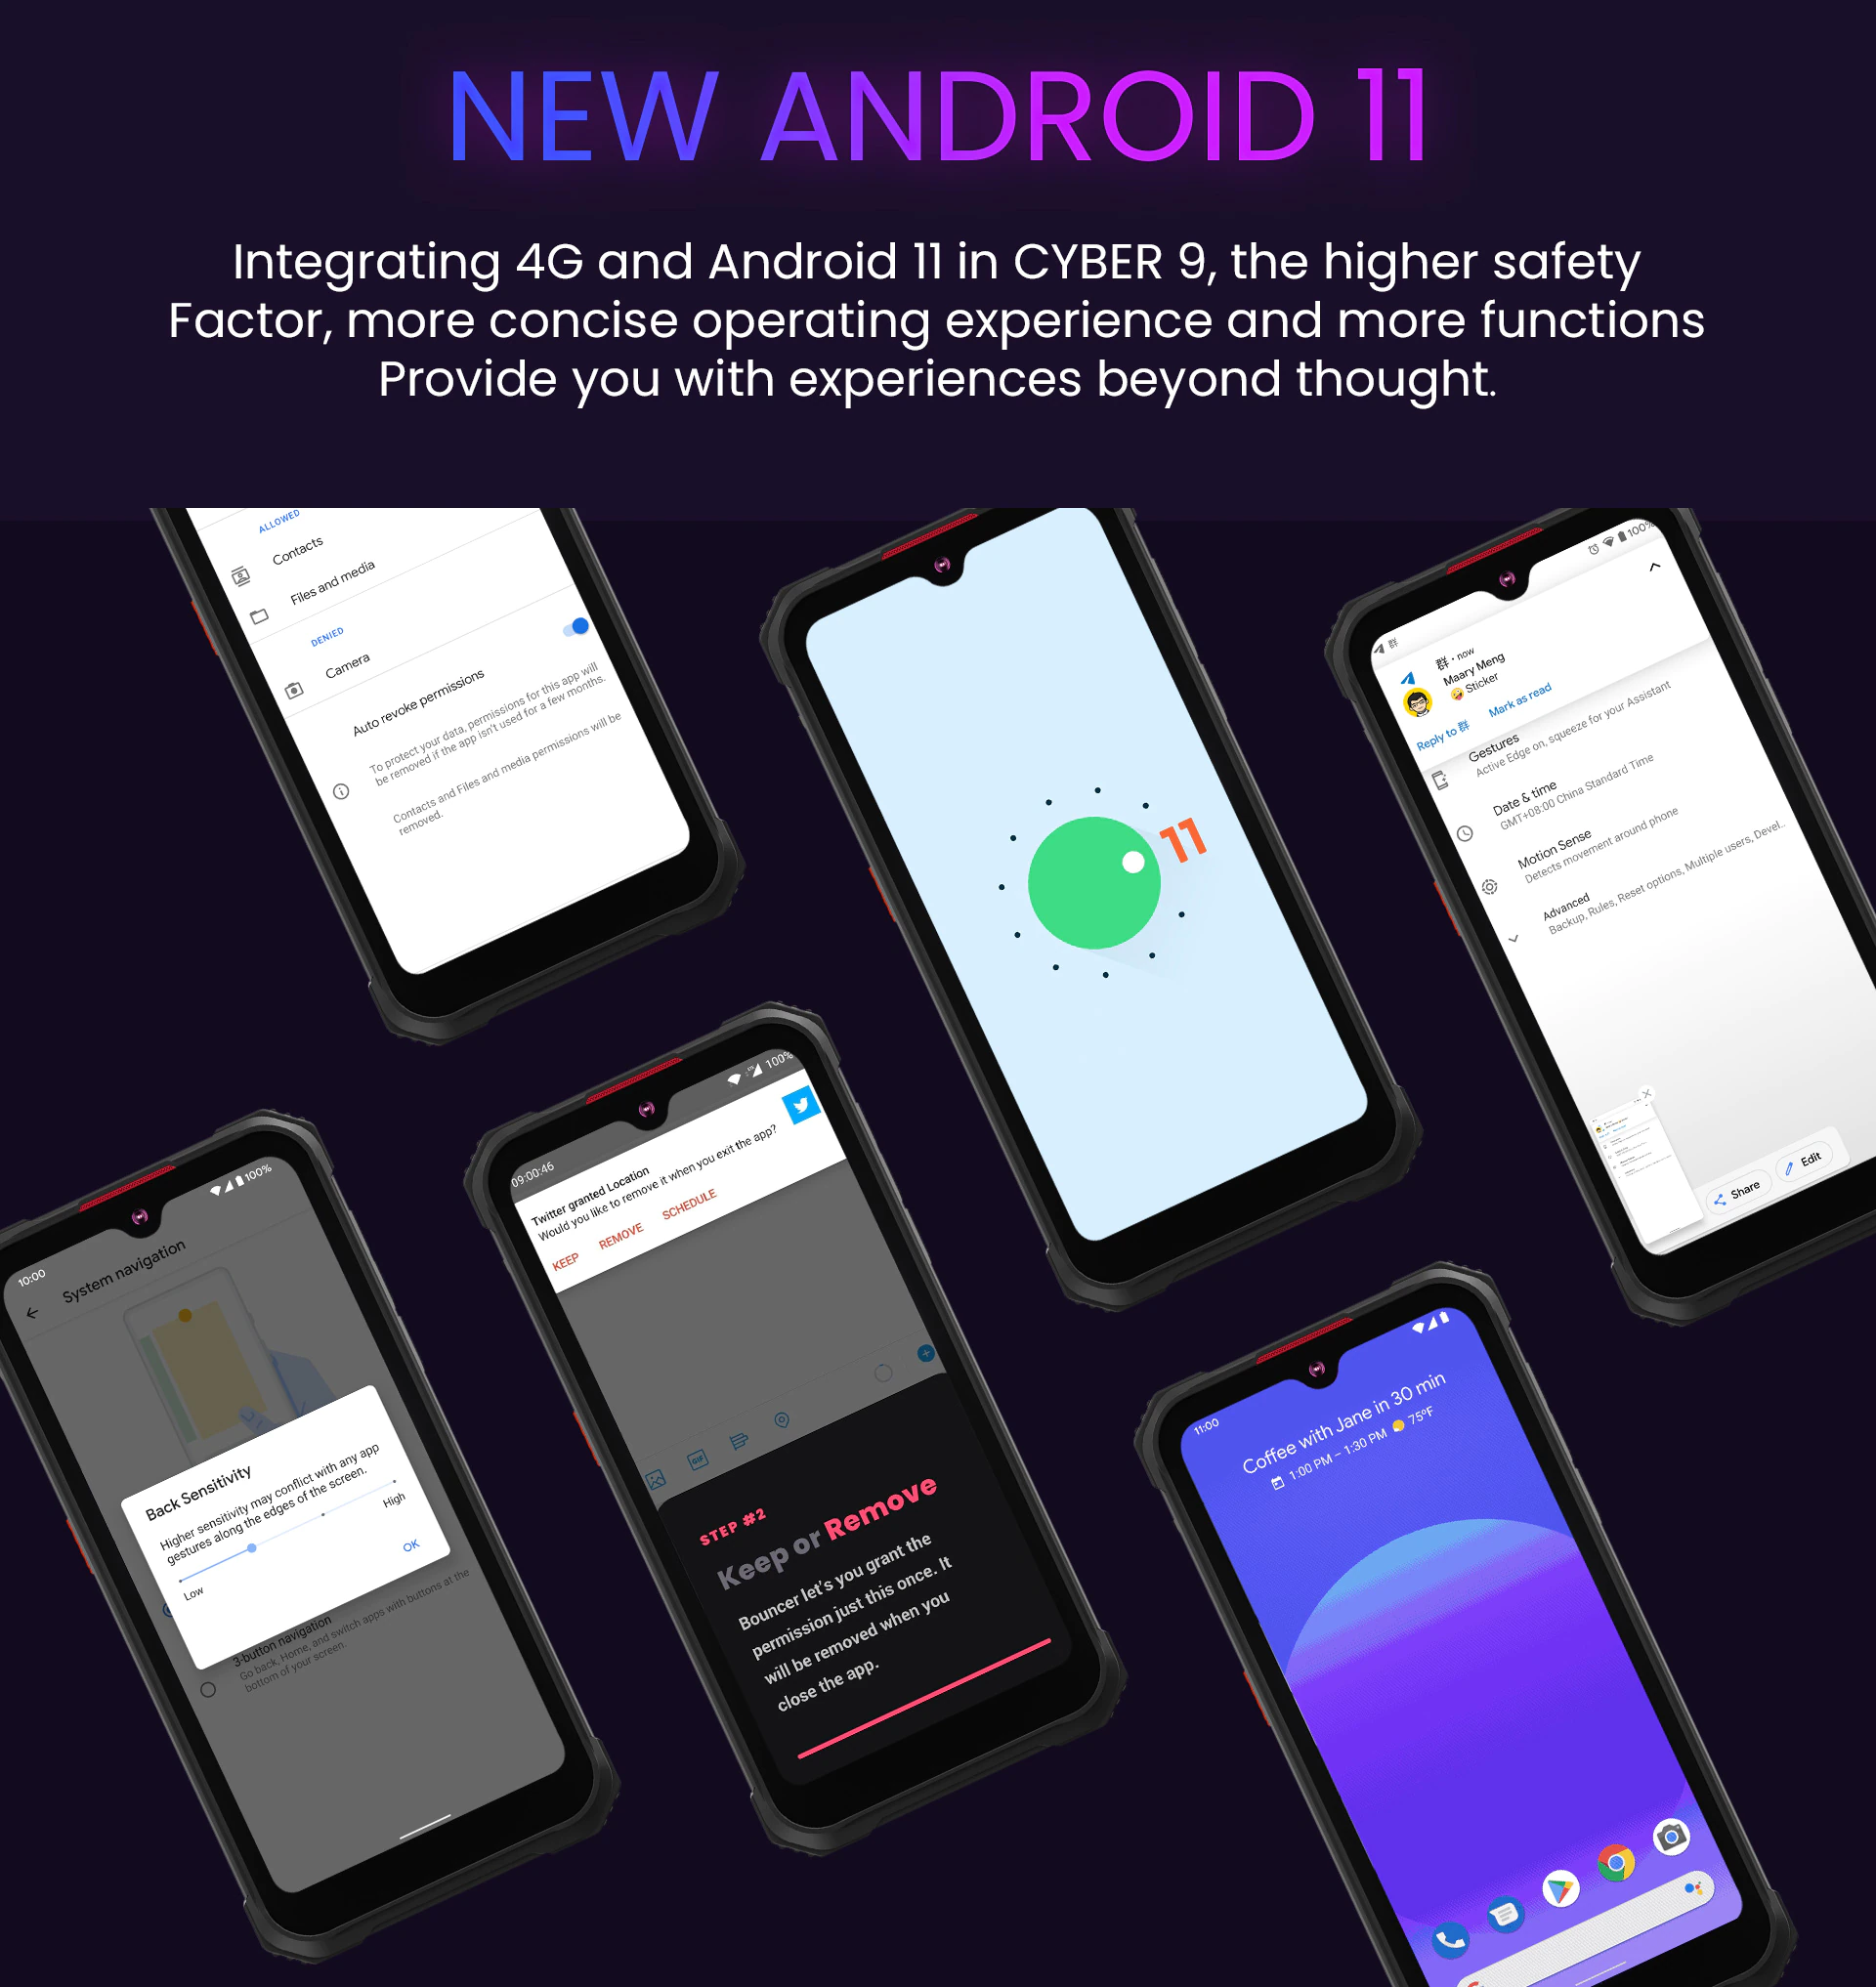 NEW ANDROID 11
Integrating 4G and Android 11 in CYBER 9, the higher safety
Factor, more concise operating experience and more functions
Provide you with experiences beyond thought.
ALLOWED
Contacts
Files and media
DENIED
Camera
Auto revoke permissions
To protect your data, permissions for this app will
be removed if the app isn't used for a few months.
Contacts and Files and media permissions will be
removed.
11
100%
群
群 · now
Maary Meng
🤪 Sticker
Reply to 群 Mark as read
Gestures
Active Edge on, squeeze for your Assistant
Date & time
GMT+08:00 China Standard Time
Motion Sense
Detects movement around phone
Advanced
Backup, Rules, Reset options, Multiple users, Devel..
Share
Edit
10:00
100%
System navigation
Back Sensitivity
Higher sensitivity may conflict with any app
gestures along the edges of the screen.
Low
High
OK
3-button navigation
Go back, Home, and switch apps with buttons at the
bottom of your screen.
09:00:46
100%
Twitter granted Location
Would you like to remove it when you exit the app?
KEEP REMOVE SCHEDULE
GIF
STEP #2
Keep or Remove
Bouncer let's you grant the
permission just this once. It
will be removed when you
close the app.
11:00
Coffee with Jane in 30 min
1:00 PM – 1:30 PM 75°F